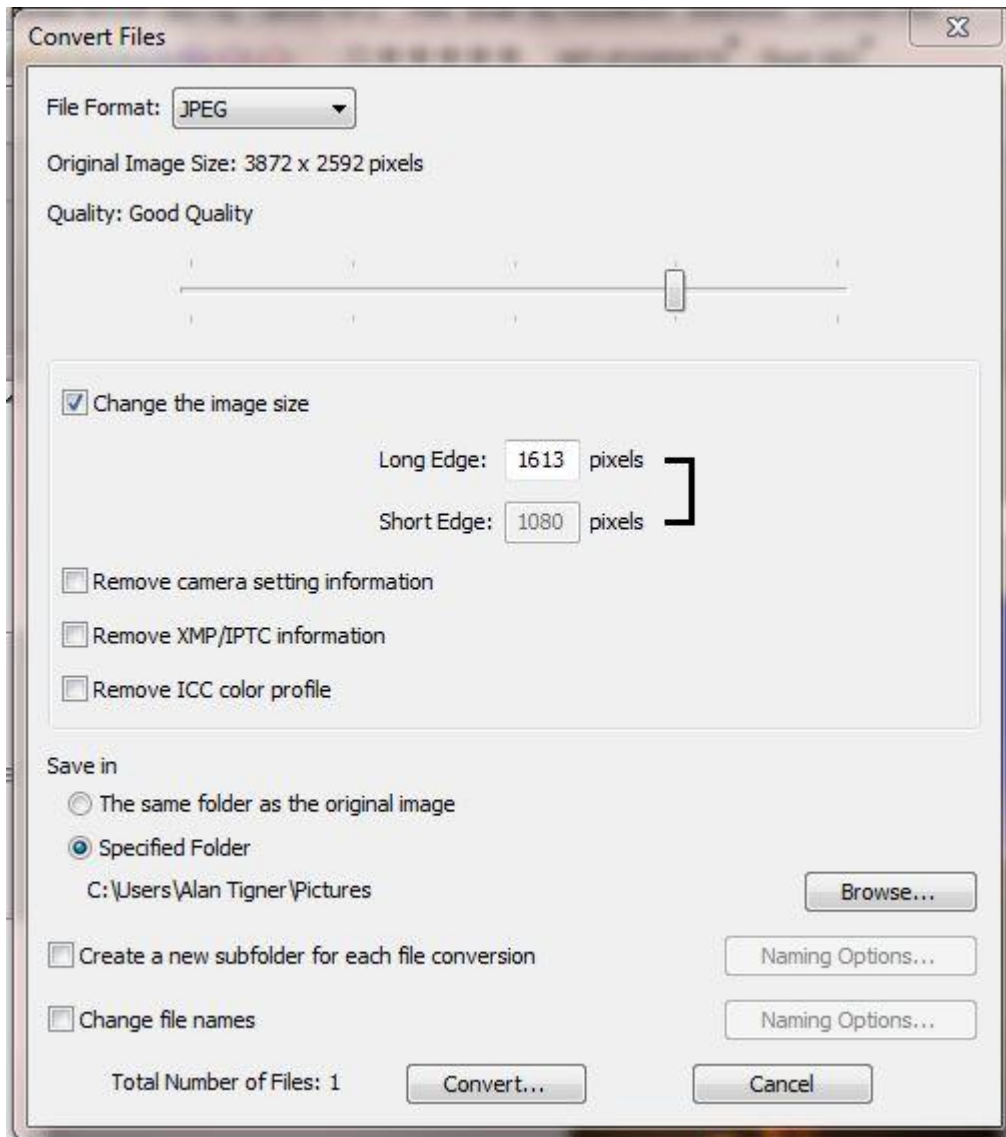 Convert Files
File Format: JPEG
Original Image Size: 3872 x 2592 pixels
Quality: Good Quality
Change the image size
Long Edge: 1613 pixels
Short Edge: 1080 pixels
Remove camera setting information
Remove XMP/IPTC information
Remove ICC color profile
Save in
The same folder as the original image
Specified Folder
C:\Users\Alan Tigner\Pictures
Browse...
Create a new subfolder for each file conversion Naming Options...
Change file names Naming Options...
Total Number of Files: 1 Convert... Cancel